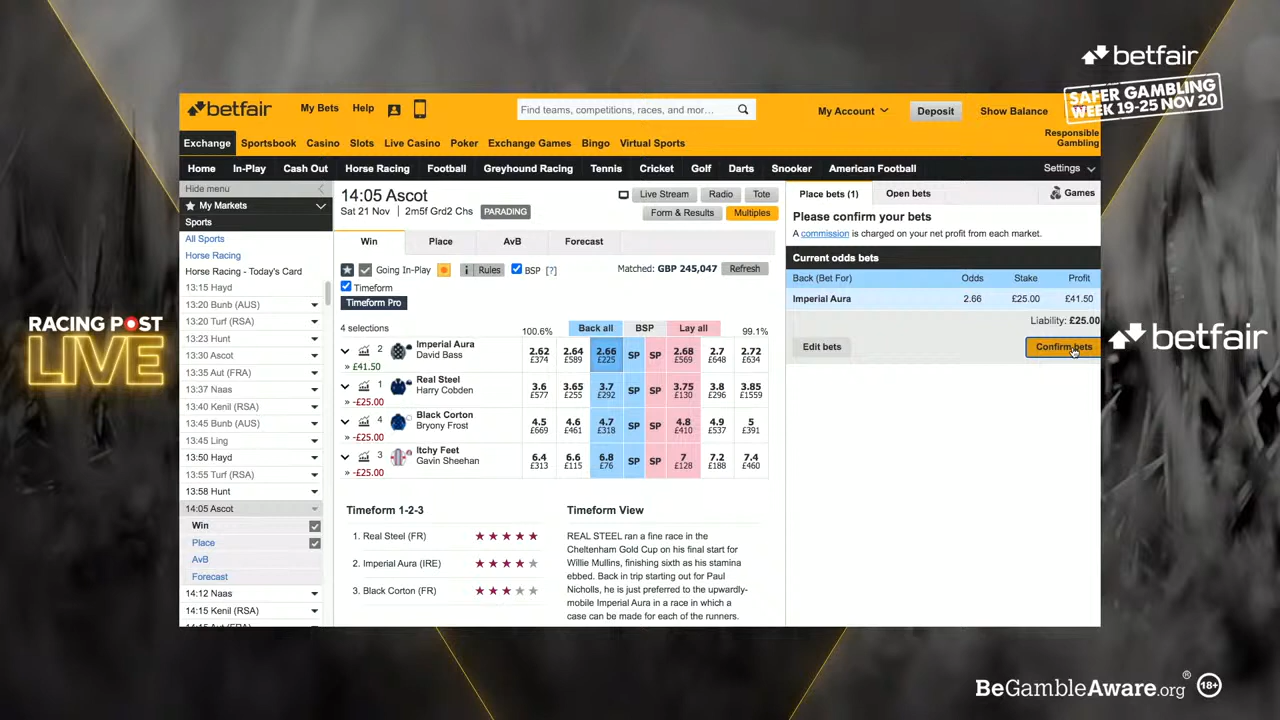 betfair
SAFER GAMBLING
WEEK 19-25 NOV 20
RACING POST
LIVE
betfair
betfair
My Bets Help
Find teams, competitions, races, and mor...
My Account Deposit Show Balance
Responsible
Gambling
Exchange Sportsbook Casino Slots Live Casino Poker Exchange Games Bingo Virtual Sports
Home In-Play Cash Out Horse Racing Football Greyhound Racing Tennis Cricket Golf Darts Snooker American Football Settings
Hide menu
My Markets
Sports
All Sports
Horse Racing
Horse Racing - Today's Card
13:15 Hayd
13:20 Bunb (AUS)
13:20 Turf (RSA)
13:23 Hunt
13:30 Ascot
13:35 Aut (FRA)
13:37 Naas
13:40 Kenil (RSA)
13:45 Bunb (AUS)
13:45 Ling
13:50 Hayd
13:55 Turf (RSA)
13:58 Hunt
14:05 Ascot
Win
Place
AvB
Forecast
14:12 Naas
14:15 Kenil (RSA)
14:15 Aut (FRA)
14:05 Ascot
Sat 21 Nov | 2m5f Grd2 Chs PARADING
Live Stream Radio Tote
Form & Results Multiples
Win Place AvB Forecast
Going In-Play i Rules BSP [?] Matched: GBP 245,047 Refresh
Timeform
Timeform Pro
4 selections 100.6% Back all BSP Lay all 99.1%
2 Imperial Aura 2.62 2.64 2.66 SP SP 2.68 2.7 2.72
David Bass £374 £589 £225 £569 £648 £634
» £41.50
1 Real Steel 3.6 3.65 3.7 SP SP 3.75 3.8 3.85
Harry Cobden £577 £255 £292 £130 £296 £1559
» -£25.00
4 Black Corton 4.5 4.6 4.7 SP SP 4.8 4.9 5
Bryony Frost £669 £461 £318 £410 £537 £391
» -£25.00
3 Itchy Feet 6.4 6.6 6.8 SP SP 7 7.2 7.4
Gavin Sheehan £313 £115 £76 £128 £188 £460
» -£25.00
Timeform 1-2-3
1. Real Steel (FR)
2. Imperial Aura (IRE)
3. Black Corton (FR)
Timeform View
REAL STEEL ran a fine race in the
Cheltenham Gold Cup on his final start for
Willie Mullins, finishing sixth as his stamina
ebbed. Back in trip starting out for Paul
Nicholls, he is just preferred to the upwardly-
mobile Imperial Aura in a race in which a
case can be made for each of the runners.
Place bets (1) Open bets Games
Please confirm your bets
A commission is charged on your net profit from each market.
Current odds bets
Back (Bet For) Odds Stake Profit
Imperial Aura 2.66 £25.00 £41.50
Liability: £25.00
Edit bets Confirm bets
BeGambleAware.org® 18+